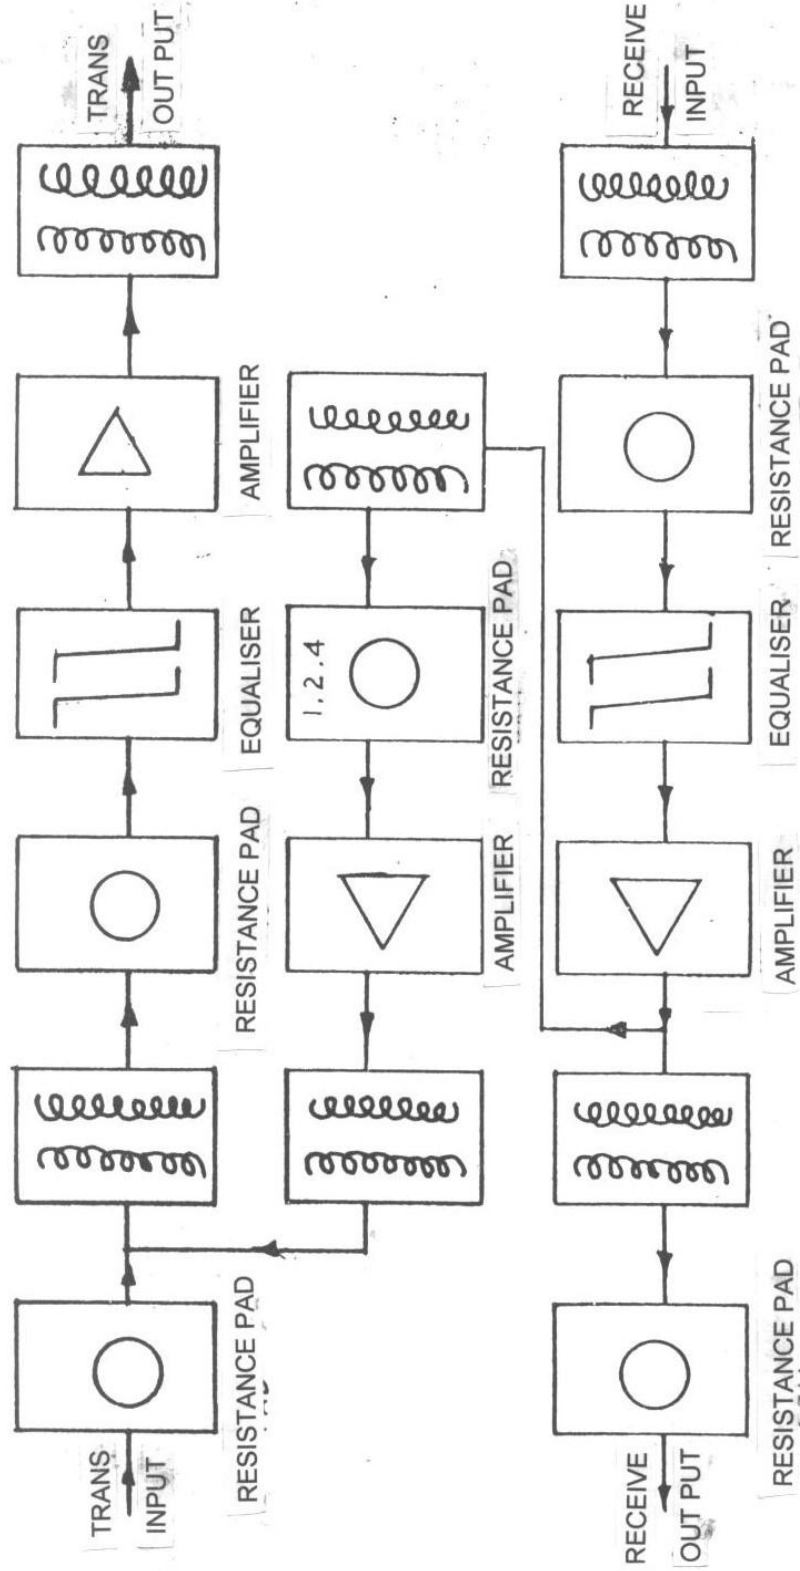 TRANS
INPUT
RESISTANCE PAD
RESISTANCE PAD
EQUALISER
AMPLIFIER
TRANS
OUT PUT
AMPLIFIER
1.2.4
RESISTANCE PAD
RECEIVE
OUT PUT
RESISTANCE PAD
AMPLIFIER
EQUALISER
RESISTANCE PAD
RECEIVE
INPUT